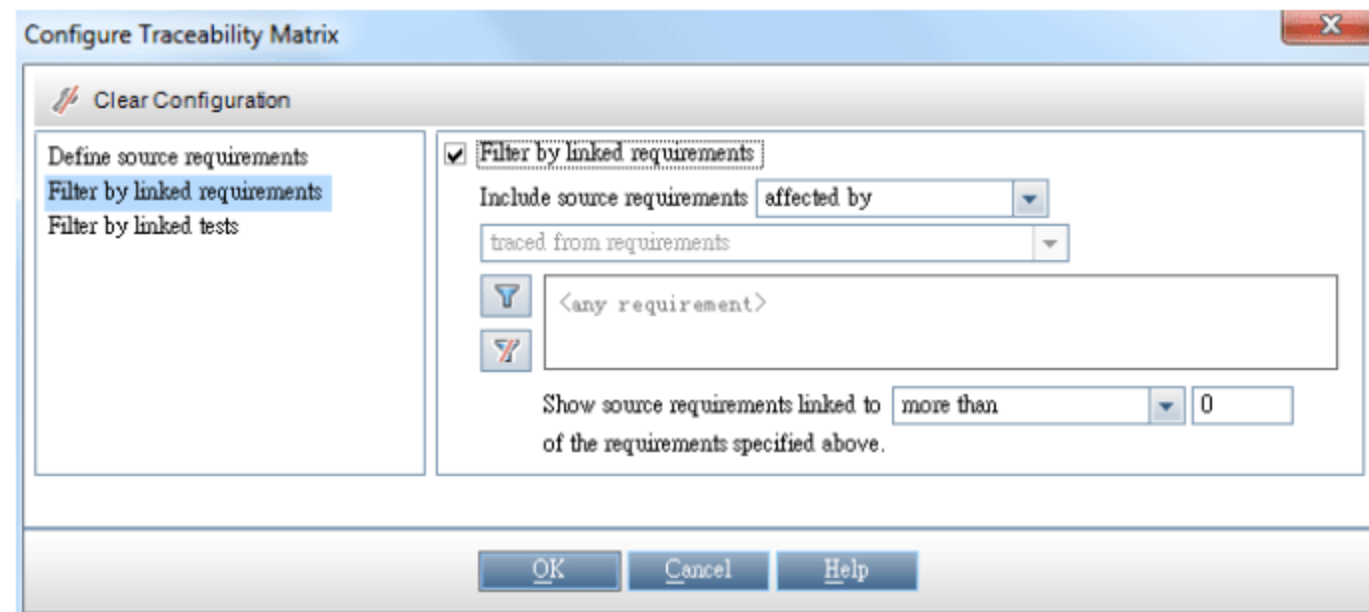 Configure Traceability Matrix
Clear Configuration
Define source requirements
Filter by linked requirements
Filter by linked tests
Filter by linked requirements
Include source requirements affected by
traced from requirements
<any requirement>
Show source requirements linked to more than 0
of the requirements specified above.
OK Cancel Help